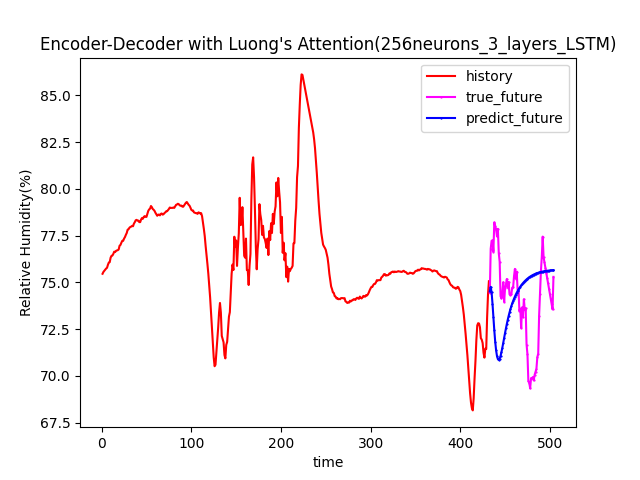 Encoder-Decoder with Luong's Attention(256neurons_3_layers_LSTM)
history
true_future
predict_future
Relative Humidity(%)
85.0
82.5
80.0
77.5
75.0
72.5
70.0
67.5
0 100 200 300 400 500
time